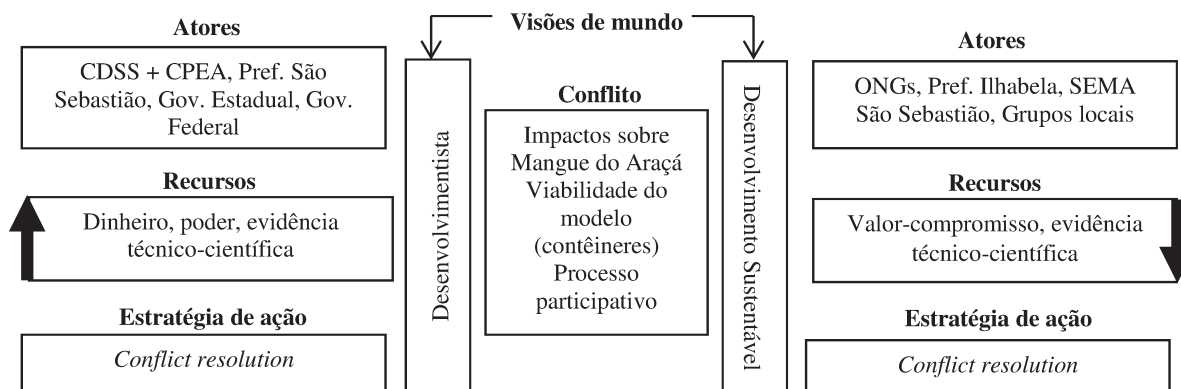 Visões de mundo
Atores
CDSS + CPEA, Pref. São
Sebastião, Gov. Estadual, Gov.
Federal
Recursos
Dinheiro, poder, evidência
técnico-científica
Estratégia de ação
Conflict resolution
Desenvolvimentista
Conflito
Impactos sobre
Mangue do Araçá
Viabilidade do
modelo
(contêineres)
Processo
participativo
Desenvolvimento Sustentável
Atores
ONGs, Pref. Ilhabela, SEMA
São Sebastião, Grupos locais
Recursos
Valor-compromisso, evidência
técnico-científica
Estratégia de ação
Conflict resolution